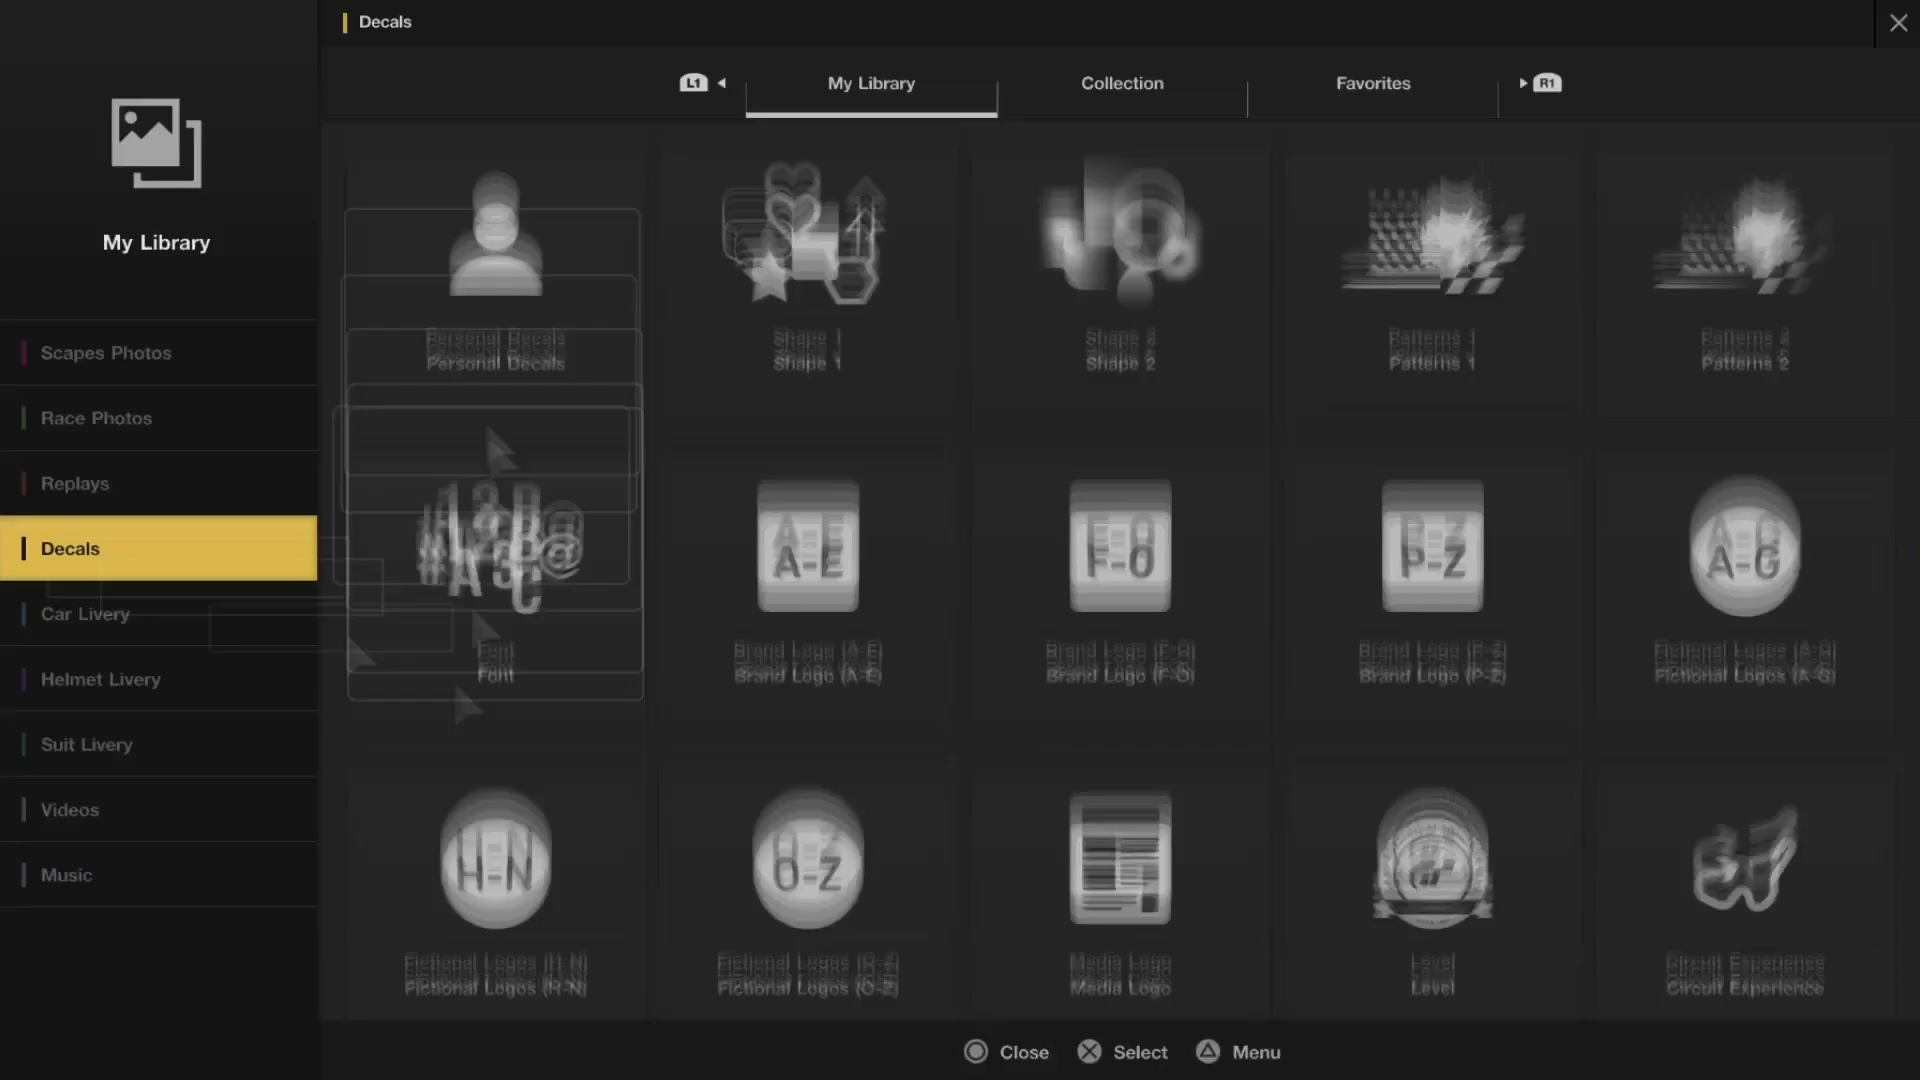 Decals
L1
My Library
Collection
Favorites
R1
My Library
Scapes Photos
Race Photos
Replays
Decals
Car Livery
Helmet Livery
Suit Livery
Videos
Music
Personal Decals
Shape 1
Shape 2
Patterns 1
Patterns 2
Font
A-E
Brand Logo (A-E)
F-O
Brand Logo (F-O)
P-Z
Brand Logo (P-Z)
A-G
Fictional Logos (A-G)
H-N
Fictional Logos (H-N)
O-Z
Fictional Logos (O-Z)
Media Logo
Level
Circuit Experience
Close
Select
Menu